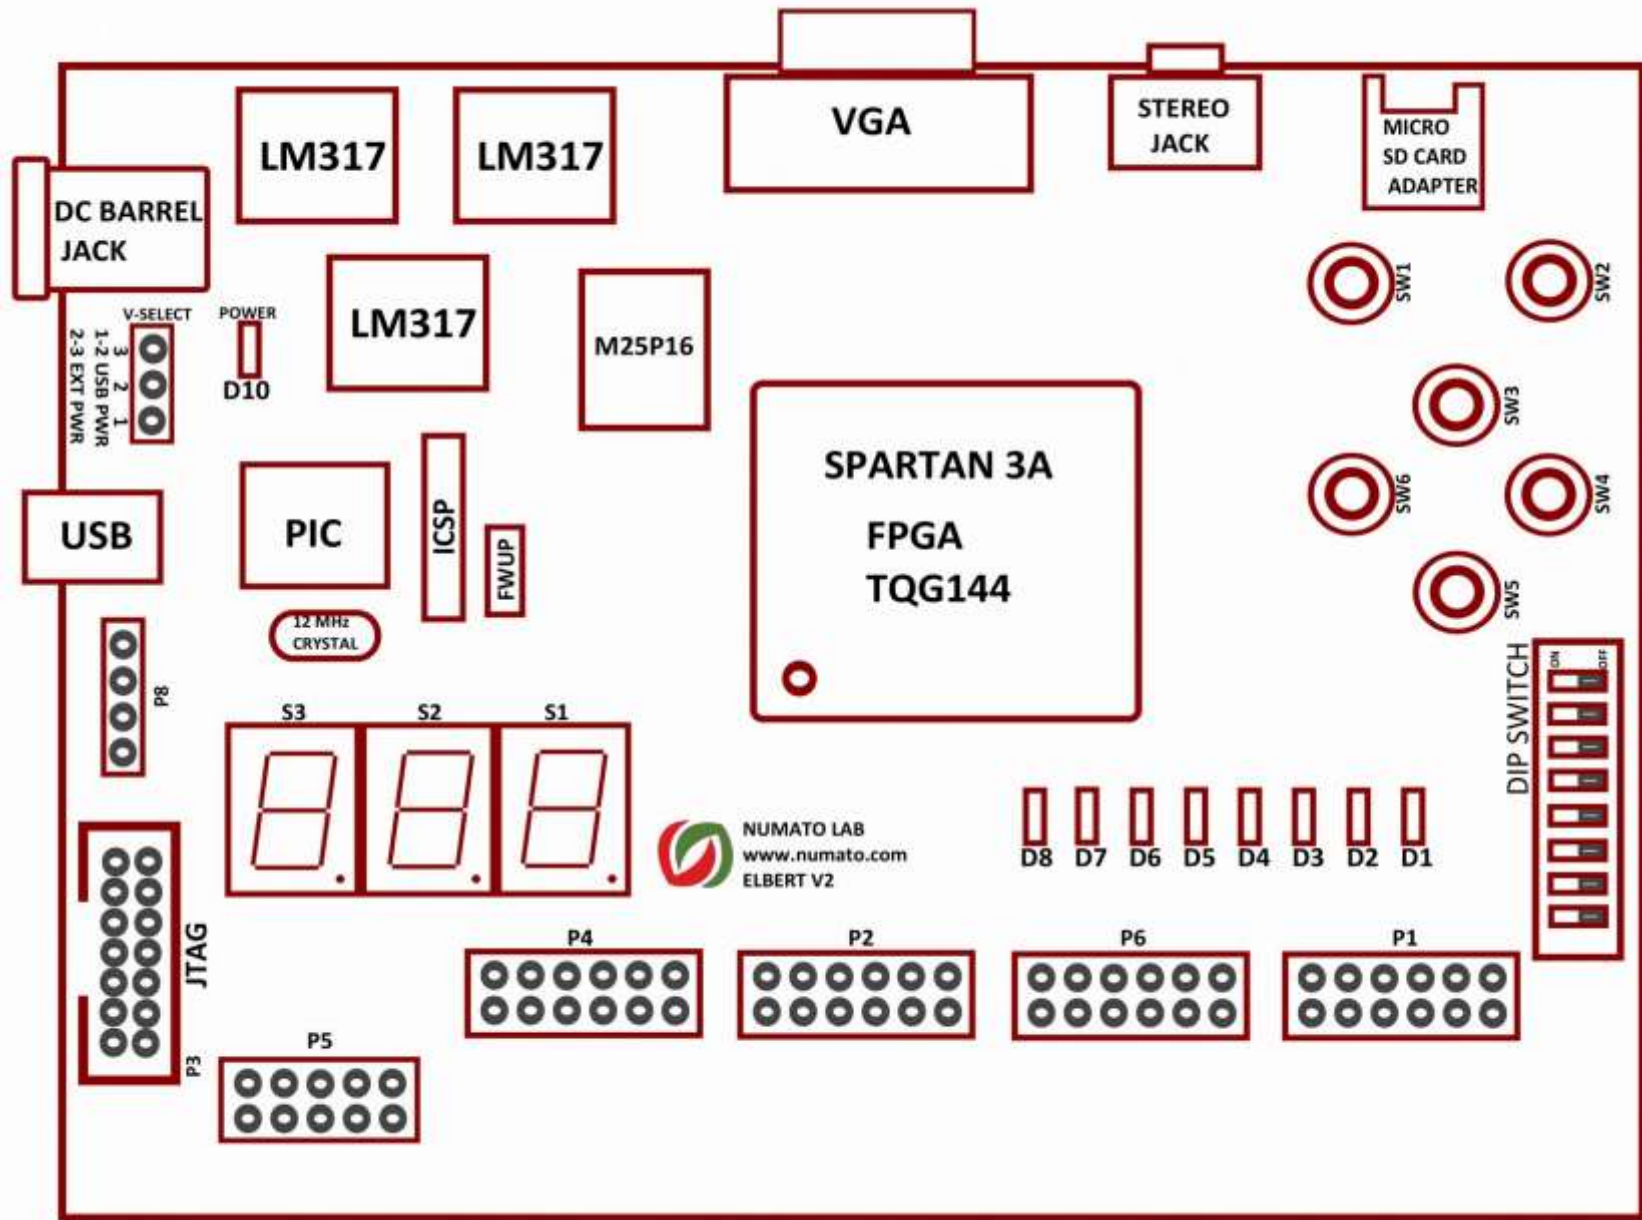 VGA
STEREO
JACK
MICRO
SD CARD
ADAPTER
LM317
LM317
DC BARREL
JACK
V-SELECT
3
2
1
1-2 USB PWR
2-3 EXT PWR
POWER
D10
LM317
M25P16
SW1
SW2
SW3
SW6
SW4
SW5
SPARTAN 3A
FPGA
TQG144
USB
PIC
ICSP
FWUP
12 MHz
CRYSTAL
P8
S3
S2
S1
DIP SWITCH
ON
OFF
NUMATO LAB
www.numato.com
ELBERT V2
D8
D7
D6
D5
D4
D3
D2
D1
JTAG
P3
P4
P2
P6
P1
P5